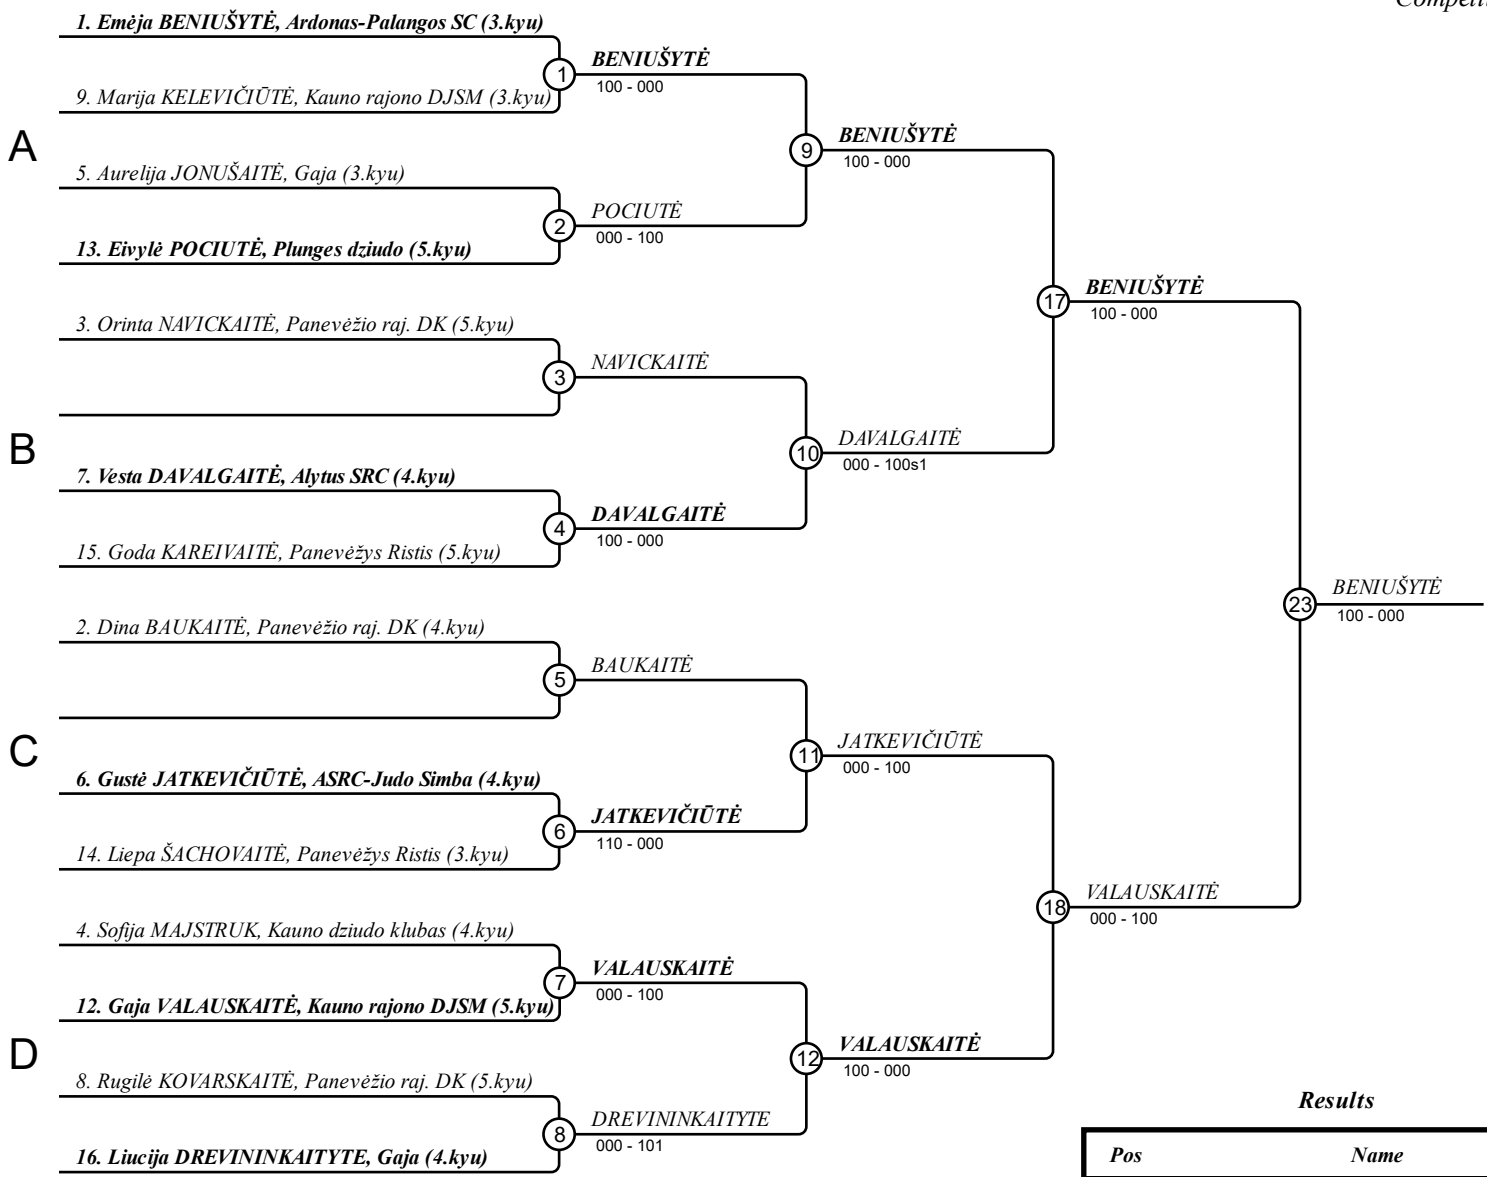 Competi
1. Emėja BENIUŠYTĖ, Ardonas-Palangos SC (3.kyu)
1
BENIUŠYTĖ
100 - 000
9. Marija KELEVIČIŪTĖ, Kauno rajono DJSM (3.kyu)
A
9
BENIUŠYTĖ
100 - 000
5. Aurelija JONUŠAITĖ, Gaja (3.kyu)
2
POCIUTĖ
000 - 100
13. Eivylė POCIUTĖ, Plunges dziudo (5.kyu)
17
BENIUŠYTĖ
100 - 000
3. Orinta NAVICKAITĖ, Panevėžio raj. DK (5.kyu)
3
NAVICKAITĖ
B
10
DAVALGAITĖ
000 - 100s1
7. Vesta DAVALGAITĖ, Alytus SRC (4.kyu)
4
DAVALGAITĖ
100 - 000
15. Goda KAREIVAITĖ, Panevėžys Ristis (5.kyu)
23
BENIUŠYTĖ
100 - 000
2. Dina BAUKAITĖ, Panevėžio raj. DK (4.kyu)
5
BAUKAITĖ
C
11
JATKEVIČIŪTĖ
000 - 100
6. Gustė JATKEVIČIŪTĖ, ASRC-Judo Simba (4.kyu)
6
JATKEVIČIŪTĖ
110 - 000
14. Liepa ŠACHOVAITĖ, Panevėžys Ristis (3.kyu)
18
VALAUSKAITĖ
000 - 100
4. Sofija MAJSTRUK, Kauno dziudo klubas (4.kyu)
7
VALAUSKAITĖ
000 - 100
12. Gaja VALAUSKAITĖ, Kauno rajono DJSM (5.kyu)
D
12
VALAUSKAITĖ
100 - 000
8. Rugilė KOVARSKAITĖ, Panevėžio raj. DK (5.kyu)
8
DREVININKAITYTE
000 - 101
16. Liucija DREVININKAITYTE, Gaja (4.kyu)
Results
Pos Name